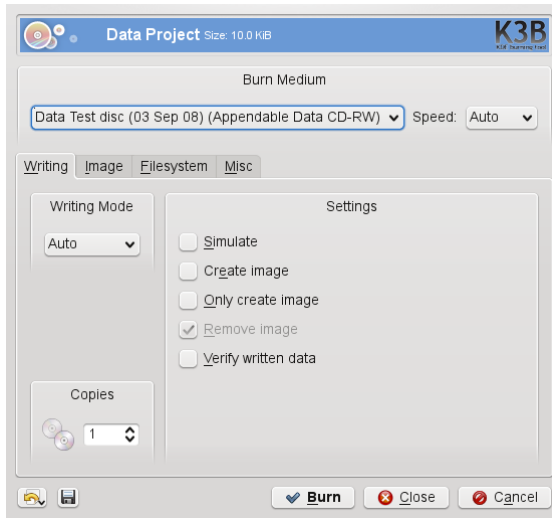 Data Project Size: 10.0 KiB K3B
Burn Medium
Data Test disc (03 Sep 08) (Appendable Data CD-RW) Speed: Auto
Writing Image Filesystem Misc
Writing Mode
Auto
Settings
Simulate
Create image
Only create image
Remove image
Verify written data
Copies
1
Burn Close Cancel